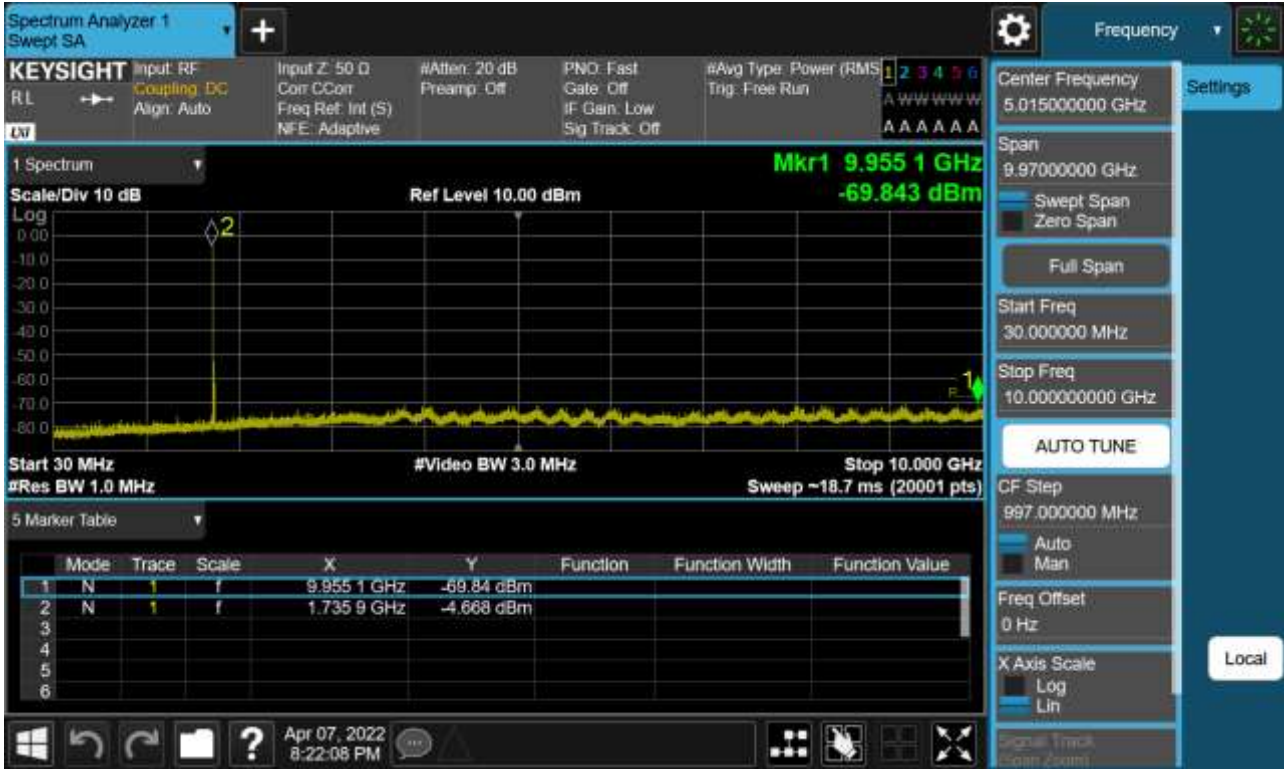 Spectrum Analyzer 1
Swept SA
Frequency
KEYSIGHT
RL
LXI
Input: RF
Coupling: DC
Align: Auto
Input Z: 50 Ω
Corr CCorr
Freq Ref: Int (S)
NFE: Adaptive
#Atten: 20 dB
Preamp: Off
PNO: Fast
Gate: Off
IF Gain: Low
Sig Track: Off
#Avg Type: Power (RMS
Trig: Free Run
1 2 3 4 5 6
A W W W W W
A A A A A A
1 Spectrum
Scale/Div 10 dB
Ref Level 10.00 dBm
Mkr1 9.955 1 GHz
-69.843 dBm
Log
0.00
-10.0
-20.0
-30.0
-40.0
-50.0
-60.0
-70.0
-80.0
2
1
Start 30 MHz
#Res BW 1.0 MHz
#Video BW 3.0 MHz
Stop 10.000 GHz
Sweep ~18.7 ms (20001 pts)
5 Marker Table
Mode Trace Scale X Y Function Function Width Function Value
1 N 1 f 9.955 1 GHz -69.84 dBm
2 N 1 f 1.735 9 GHz -4.668 dBm
3
4
5
6
Apr 07, 2022
8:22:08 PM
Center Frequency
5.015000000 GHz
Settings
Span
9.97000000 GHz
Swept Span
Zero Span
Full Span
Start Freq
30.000000 MHz
Stop Freq
10.000000000 GHz
AUTO TUNE
CF Step
997.000000 MHz
Auto
Man
Freq Offset
0 Hz
X Axis Scale
Log
Lin
Signal Track
(Span Zoom)
Local